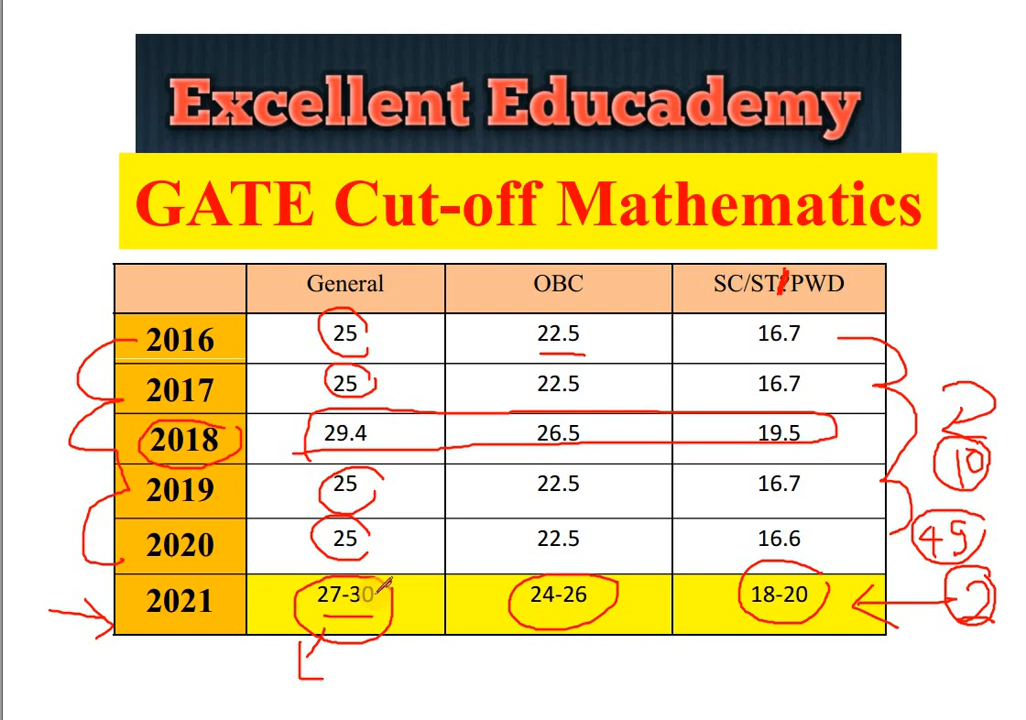 Excellent Educademy
GATE Cut-off Mathematics
General OBC SC/ST/PWD
2016 25 22.5 16.7
2017 25 22.5 16.7
2018 29.4 26.5 19.5
2019 25 22.5 16.7
2020 25 22.5 16.6
2021 27-30 24-26 18-20
2
10
45